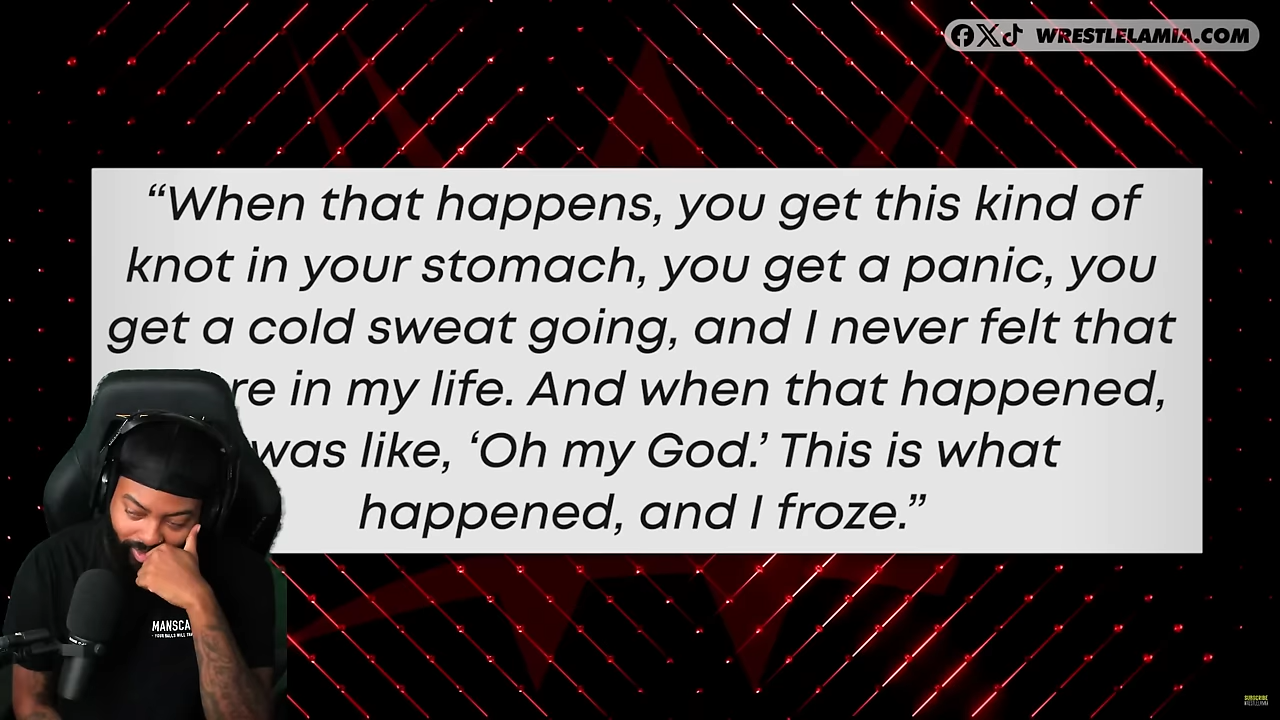 WRESTLELAMIA.COM
“When that happens, you get this kind of
knot in your stomach, you get a panic, you
get a cold sweat going, and I never felt that
re in my life. And when that happened,
was like, ‘Oh my God.’ This is what
happened, and I froze.”
MANSCA
SUBSCRIBE
WRESTLELAMIA